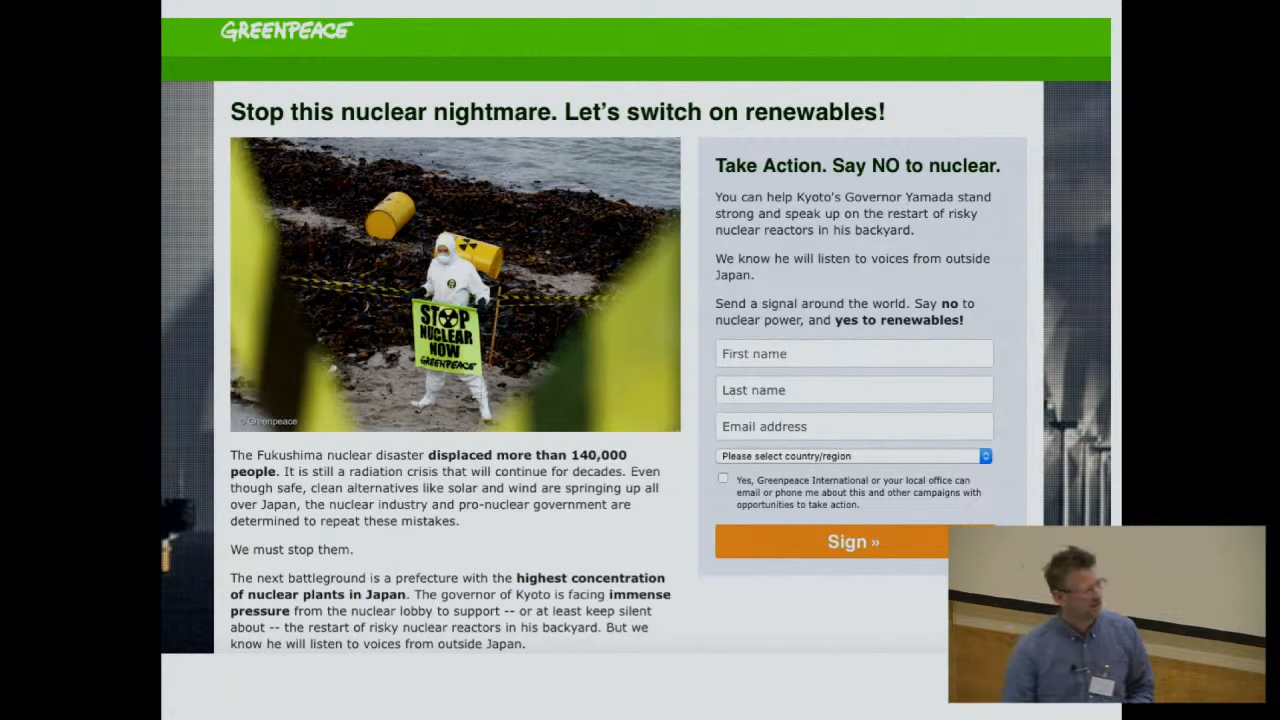 GREENPEACE
Stop this nuclear nightmare. Let's switch on renewables!
STOP
NUCLEAR
NOW
GREENPEACE
© Greenpeace
The Fukushima nuclear disaster displaced more than 140,000
people. It is still a radiation crisis that will continue for decades. Even
though safe, clean alternatives like solar and wind are springing up all
over Japan, the nuclear industry and pro-nuclear government are
determined to repeat these mistakes.
We must stop them.
The next battleground is a prefecture with the highest concentration
of nuclear plants in Japan. The governor of Kyoto is facing immense
pressure from the nuclear lobby to support -- or at least keep silent
about -- the restart of risky nuclear reactors in his backyard. But we
know he will listen to voices from outside Japan.
Take Action. Say NO to nuclear.
You can help Kyoto's Governor Yamada stand
strong and speak up on the restart of risky
nuclear reactors in his backyard.
We know he will listen to voices from outside
Japan.
Send a signal around the world. Say no to
nuclear power, and yes to renewables!
First name
Last name
Email address
Please select country/region
Yes, Greenpeace International or your local office can
email or phone me about this and other campaigns with
opportunities to take action.
Sign »